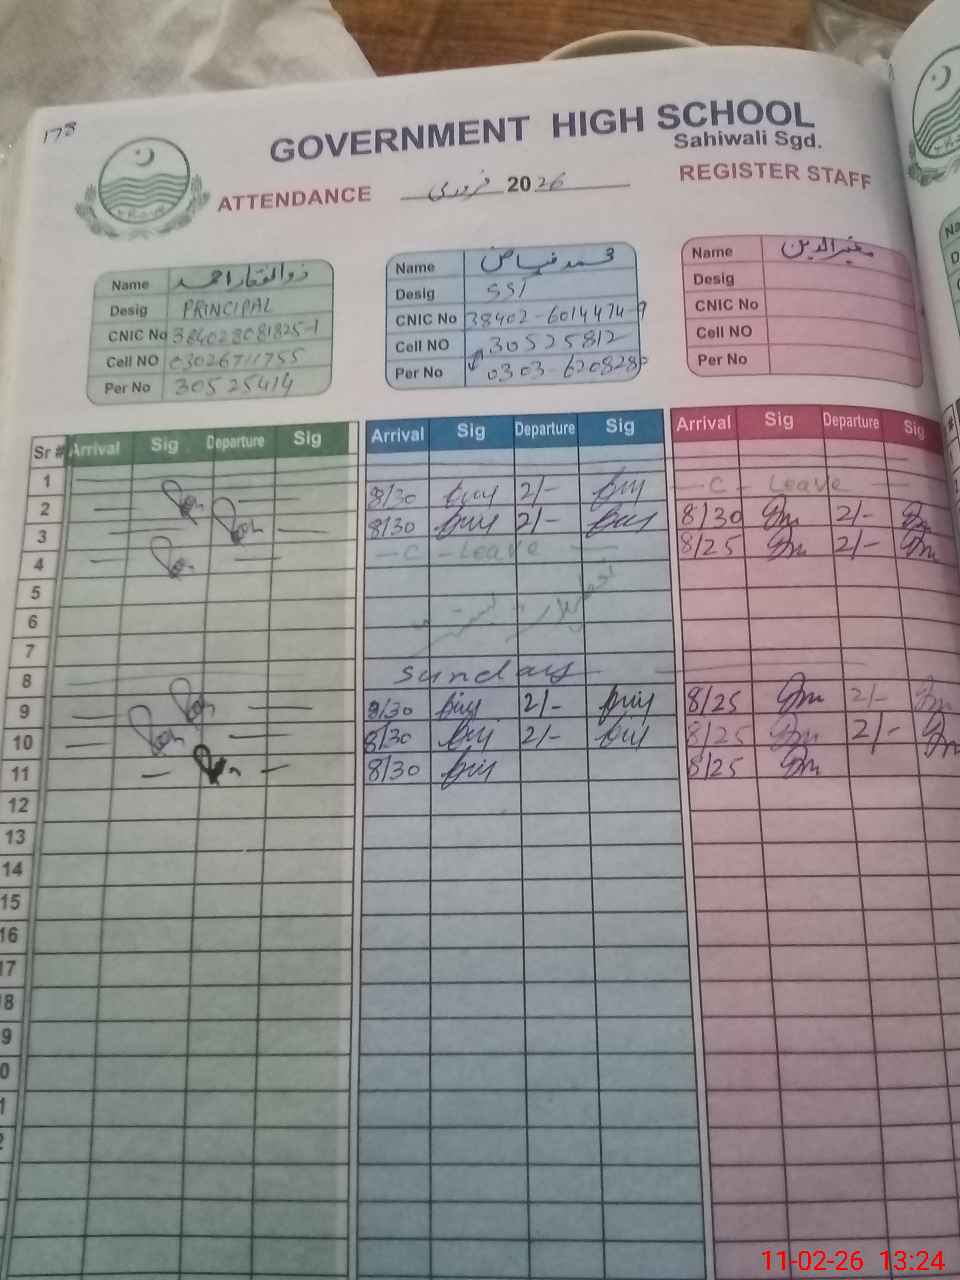 178
GOVERNMENT HIGH SCHOOL
Sahiwali Sgd.
ATTENDANCE فروری 2026 REGISTER STAFF
Name ذوالفقار احمد
Desig PRINCIPAL
CNIC No 384028081825-1
Cell NO 03026711755
Per No 30525414
Name محمد فیاض
Desig SST
CNIC No 38402-6014474-9
Cell NO 30525812
Per No 0303-6208280
Name
Desig
CNIC No
Cell NO
Per No
Sr # Arrival Sig Departure Sig Arrival Sig Departure Sig Arrival Sig Departure Sig
1
2 8/30 2/- C - Leave
3 8/30 2/- 8/30 2/-
4 C - Leave 8/25 2/-
5
6
7
8 Sunday
9 8/30 2/- 8/25 2/-
10 8/30 2/- 8/25 2/-
11 8/30 8/25
12
13
14
15
16
17
18
11-02-26 13:24